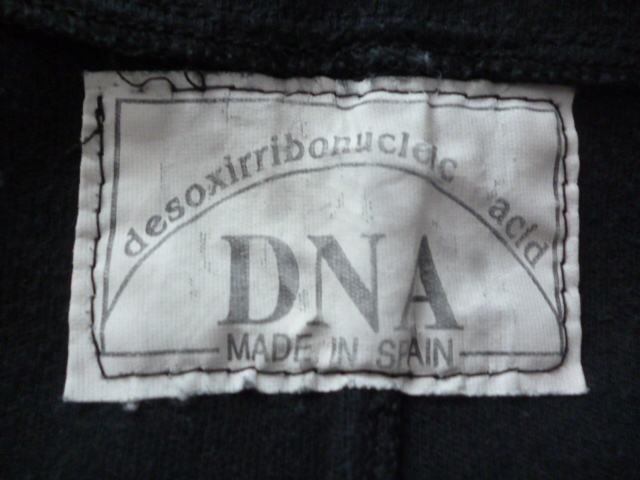 desoxirribonucleic acid
DNA
MADE IN SPAIN